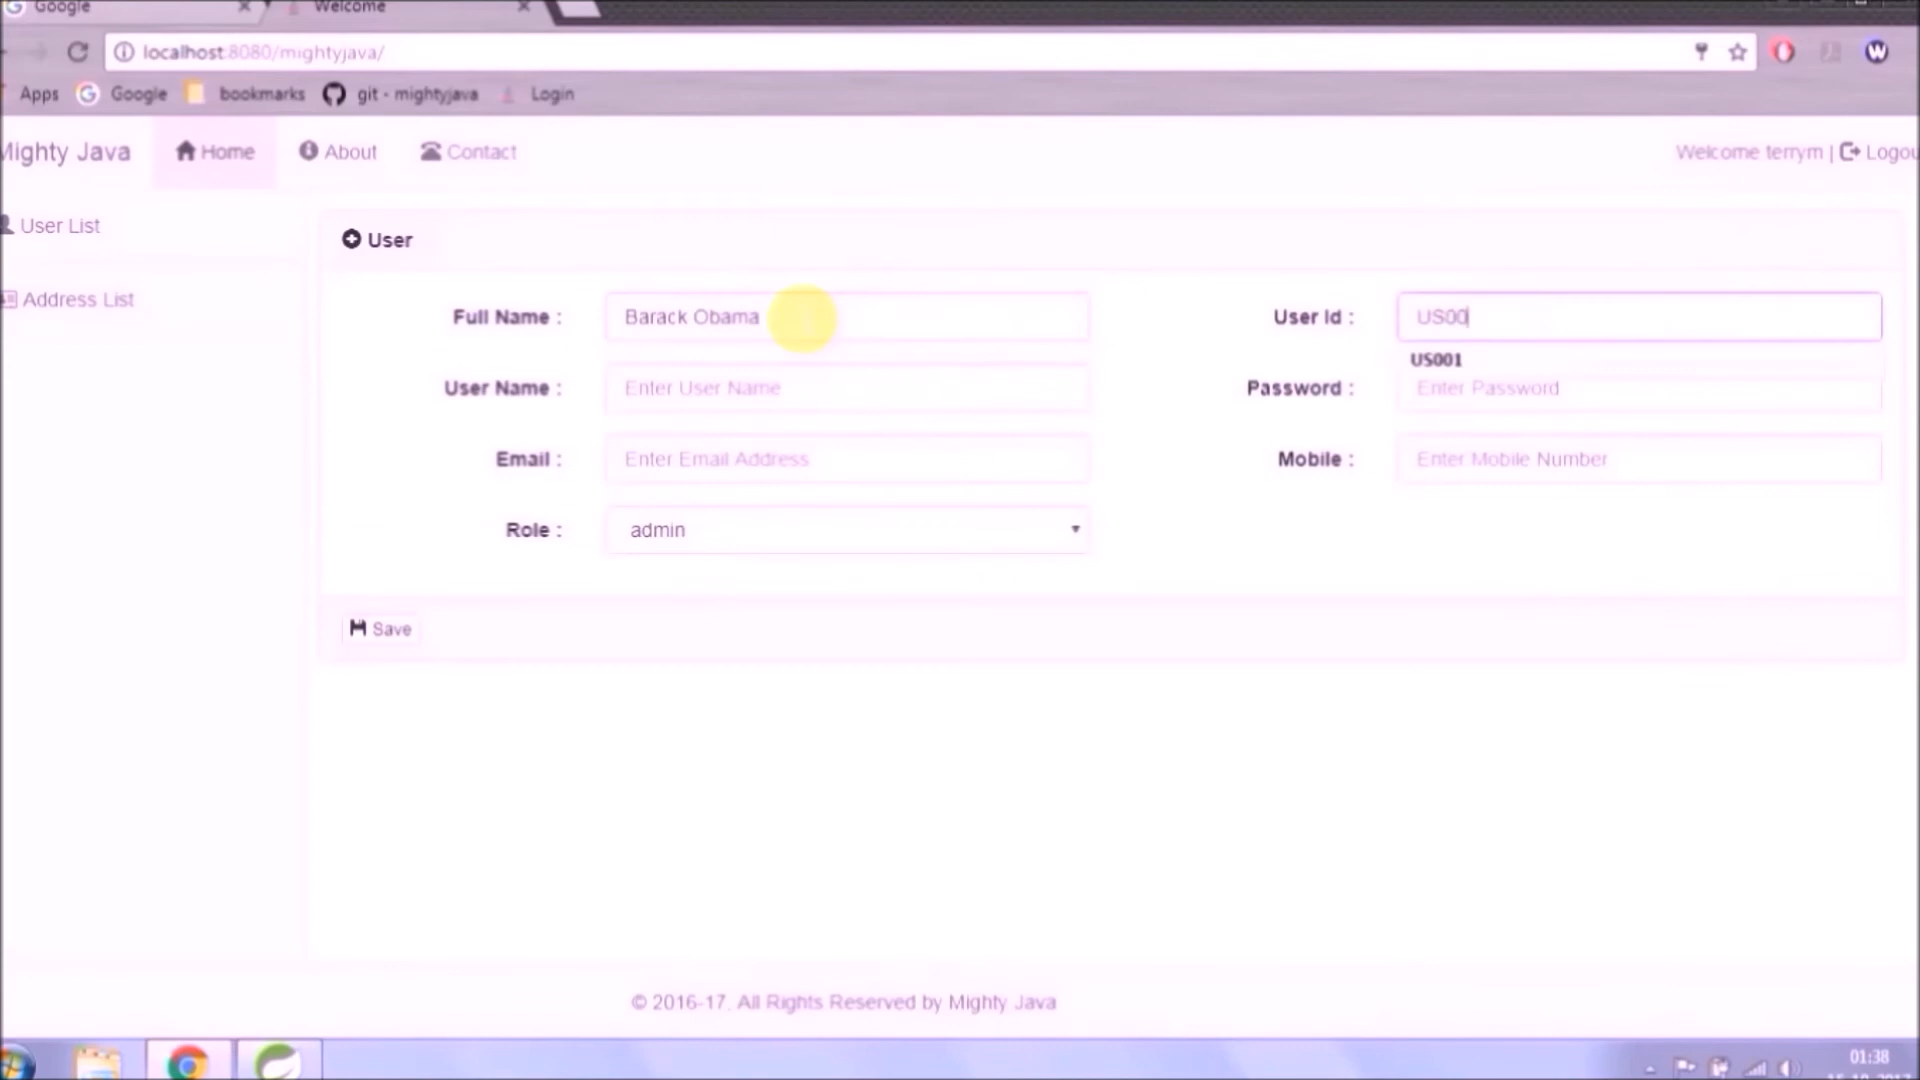 Google
Welcome
localhost:8080/mightyjava/
Apps
Google
bookmarks
git - mightyjava
Login
Mighty Java
Home
About
Contact
Welcome terrym |
User List
Address List
User
Full Name :
Barack Obama
User Id :
US00
US001
User Name :
Enter User Name
Password :
Enter Password
Email :
Enter Email Address
Mobile :
Enter Mobile Number
Role :
admin
Save
© 2016-17. All Rights Reserved by Mighty Java
01:38